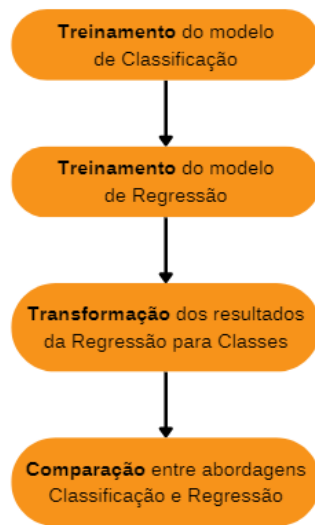 Treinamento do modelo
de Classificação
Treinamento do modelo
de Regressão
Transformação dos resultados
da Regressão para Classes
Comparação entre abordagens
Classificação e Regressão